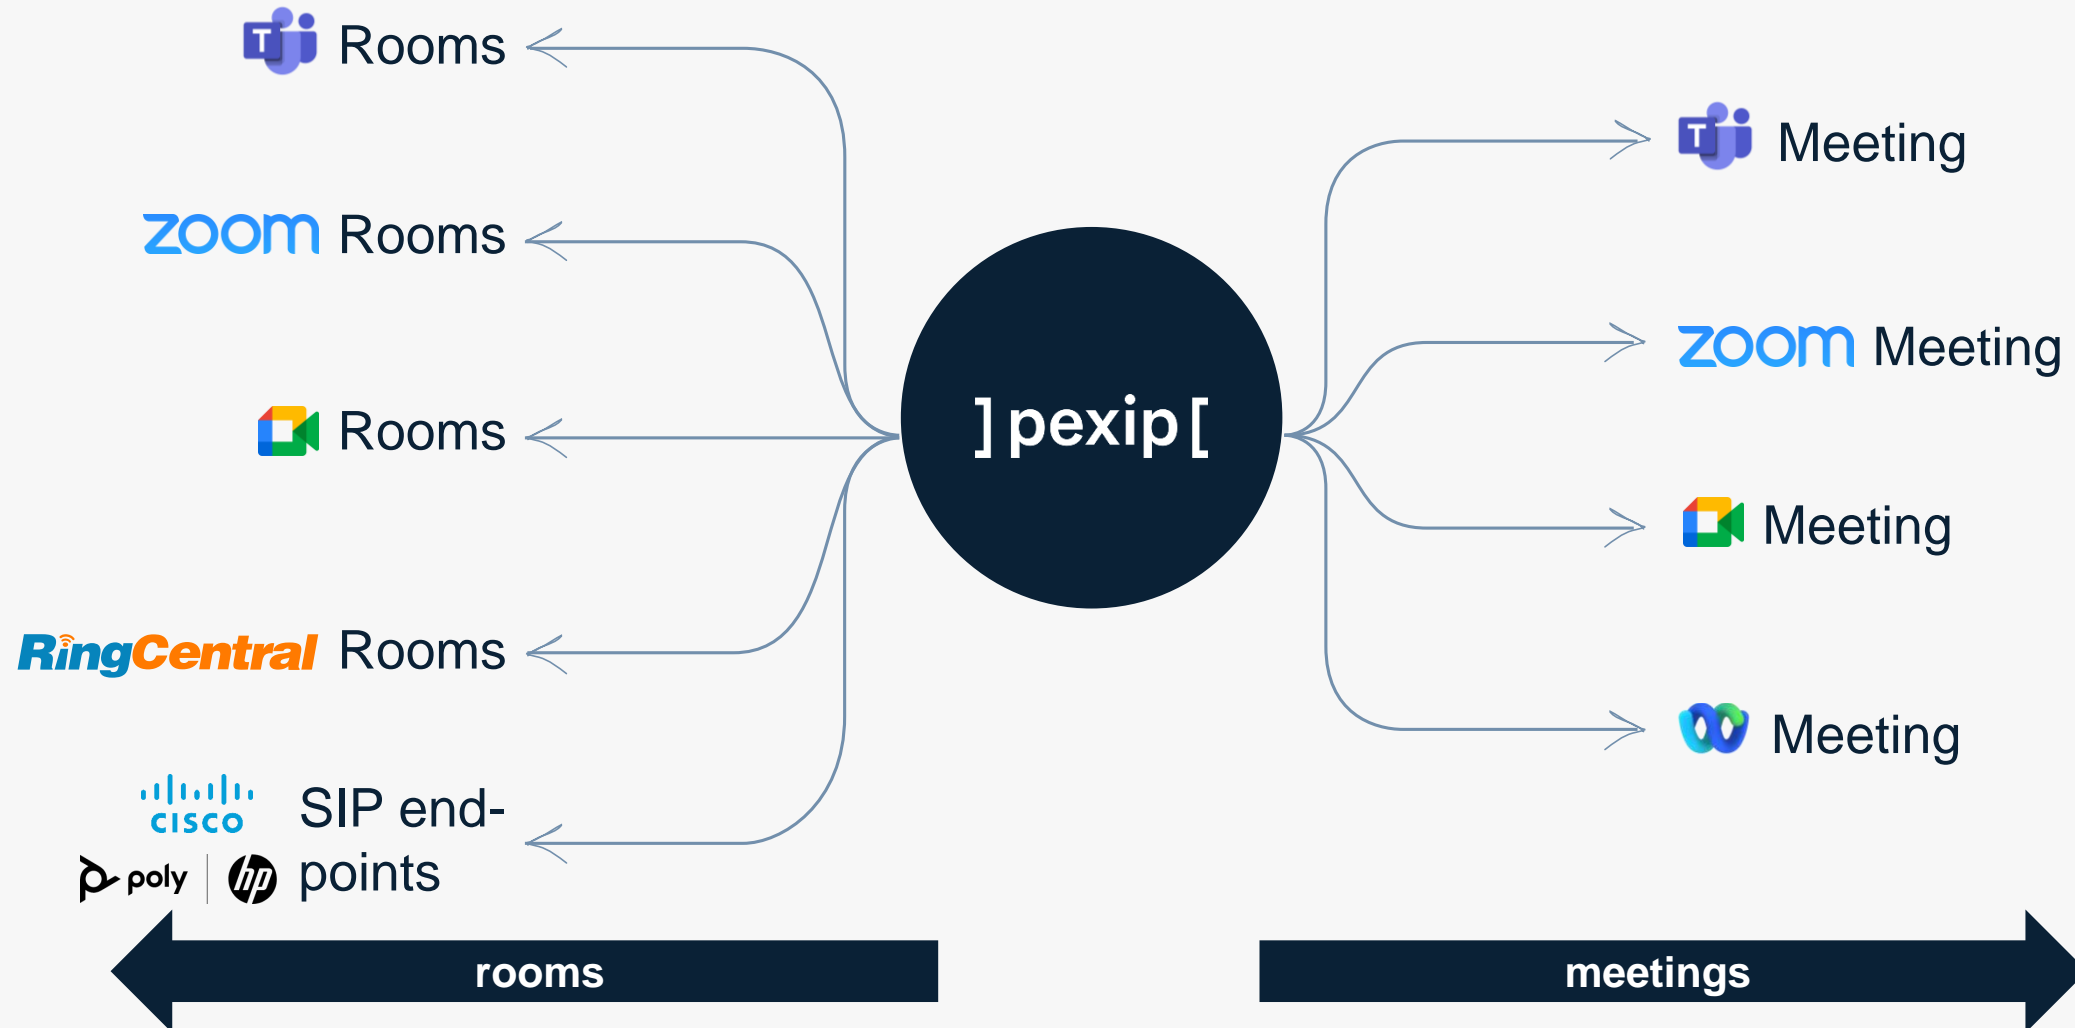 T Rooms
zoom Rooms
Rooms
RingCentral Rooms
CISCO
SIP end-
points
poly | hp
]pexip[
T Meeting
zoom Meeting
Meeting
Meeting
rooms
meetings